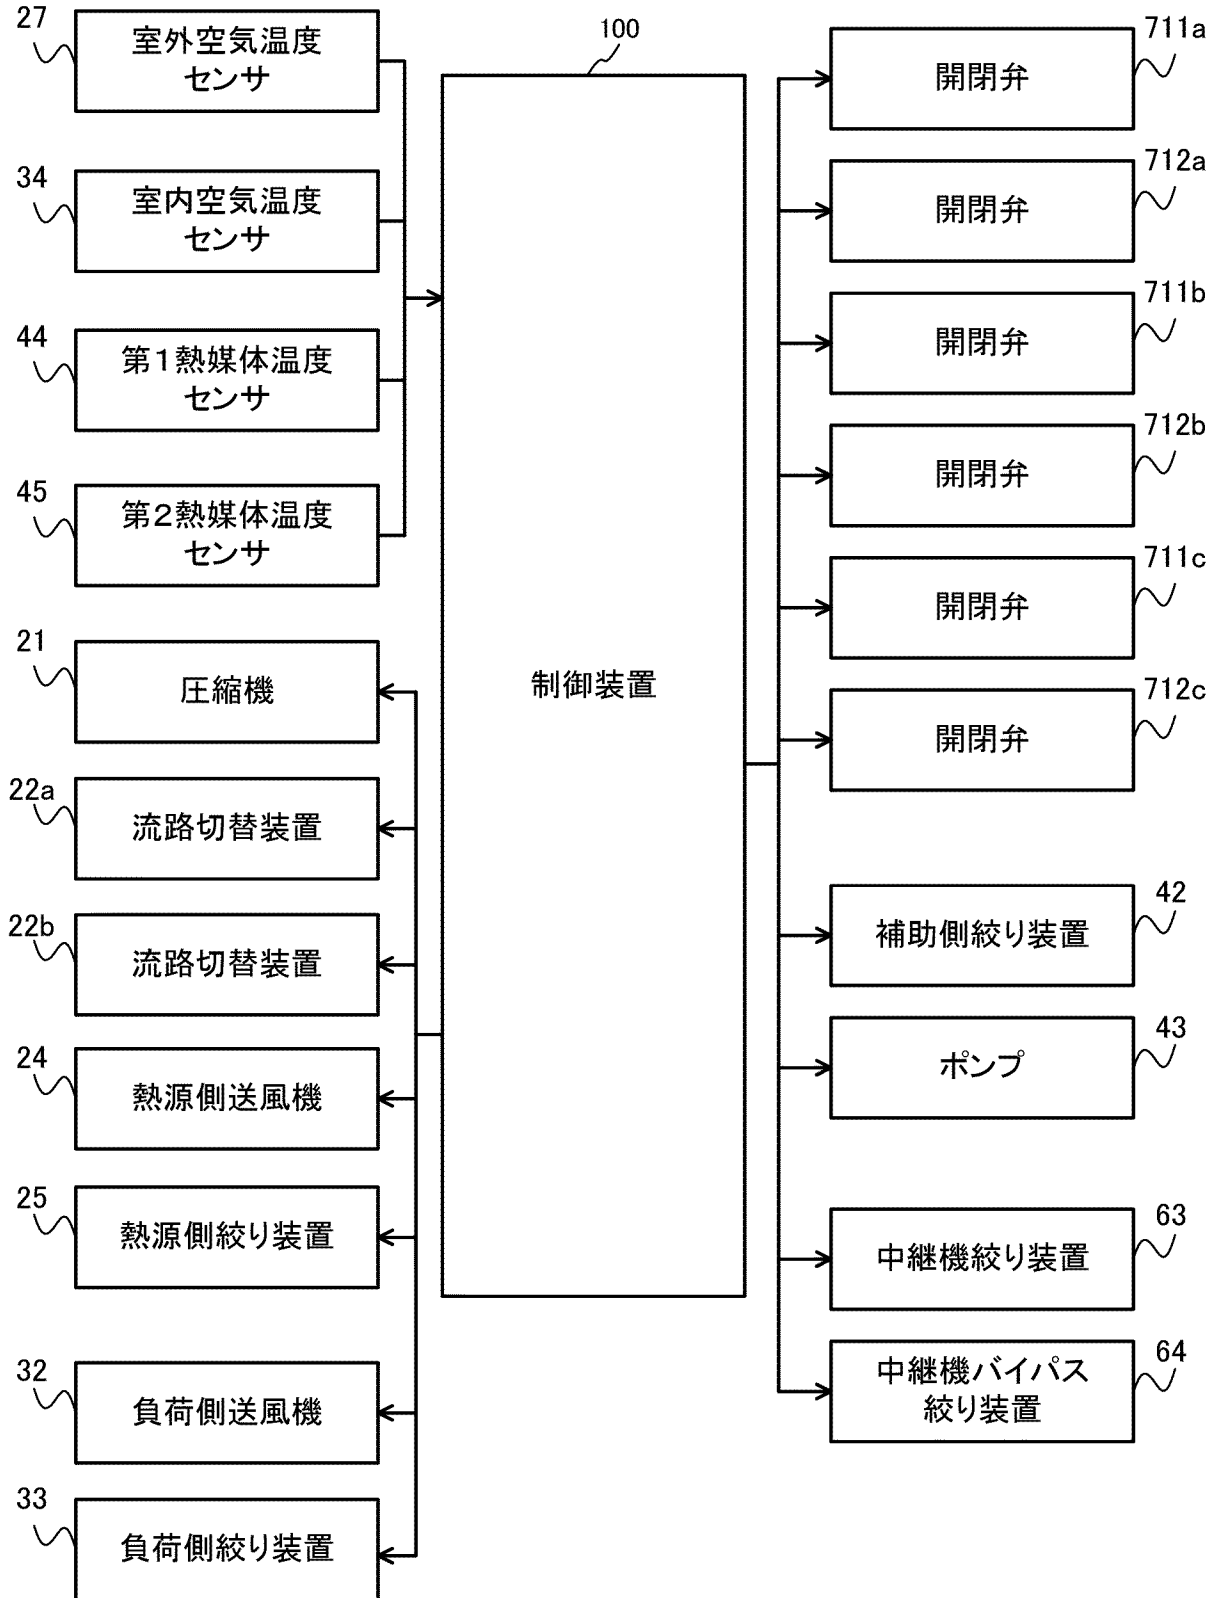 27
室外空気温度
センサ
34
室内空気温度
センサ
44
第1熱媒体温度
センサ
45
第2熱媒体温度
センサ
21
圧縮機
22a
流路切替装置
22b
流路切替装置
24
熱源側送風機
25
熱源側絞り装置
32
負荷側送風機
33
負荷側絞り装置
100
制御装置
711a
開閉弁
712a
開閉弁
711b
開閉弁
712b
開閉弁
711c
開閉弁
712c
開閉弁
42
補助側絞り装置
43
ポンプ
63
中継機絞り装置
64
中継機バイパス
絞り装置